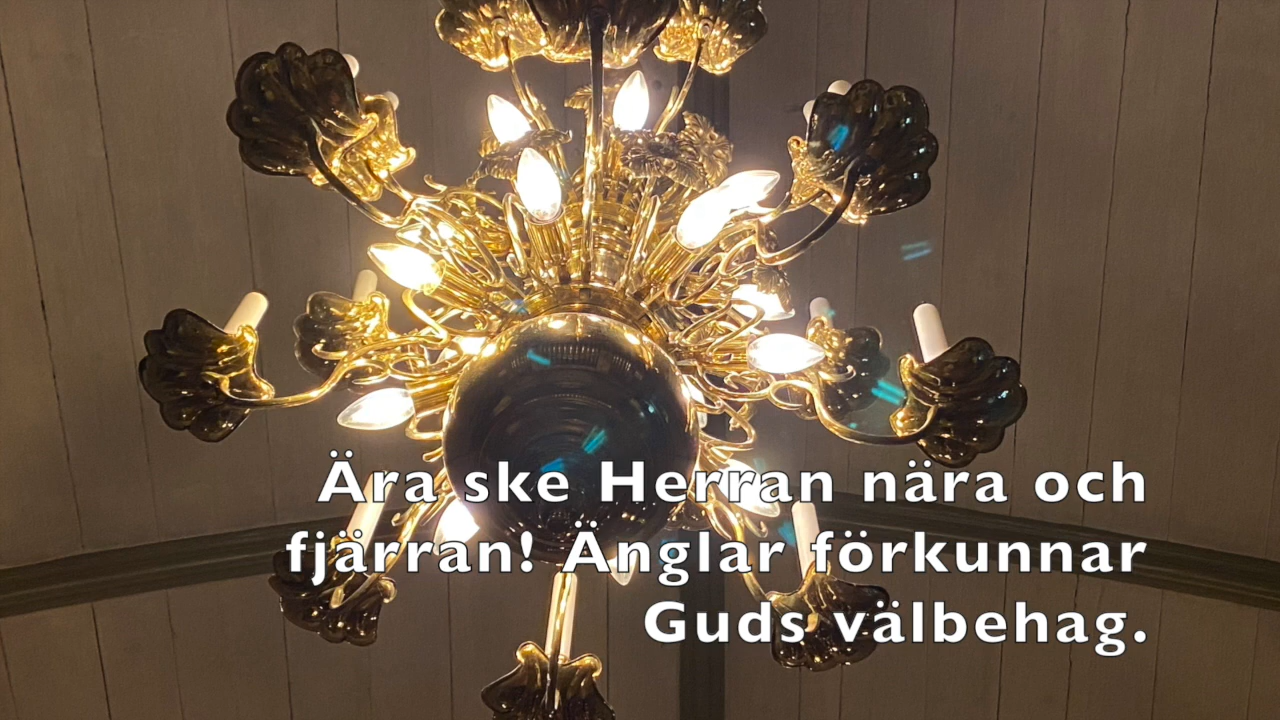 Ära ske Herran nära och
fjärran! Änglar förkunnar
Guds välbehag.